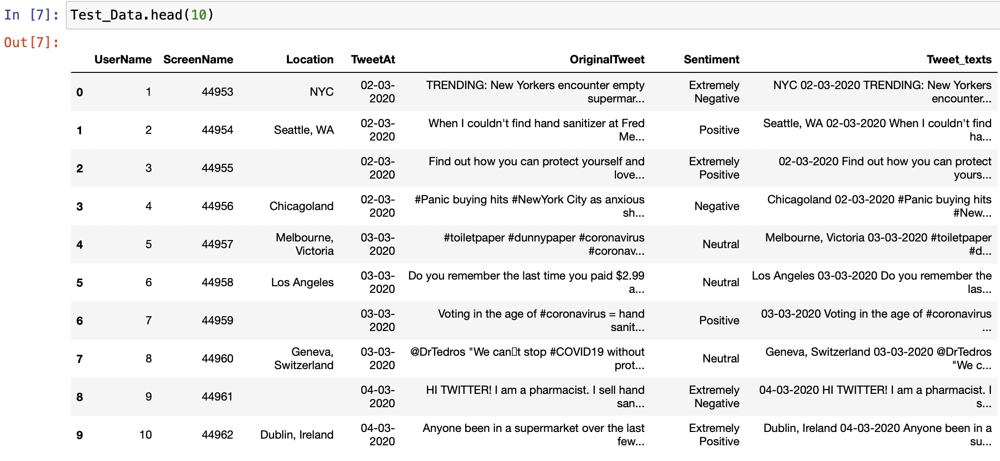 In [7]: Test_Data.head(10)
Out[7]:
UserName ScreenName Location TweetAt OriginalTweet Sentiment Tweet_texts
0 1 44953 NYC 02-03-2020 TRENDING: New Yorkers encounter empty supermar... Extremely Negative NYC 02-03-2020 TRENDING: New Yorkers encounter...
1 2 44954 Seattle, WA 02-03-2020 When I couldn't find hand sanitizer at Fred Me... Positive Seattle, WA 02-03-2020 When I couldn't find ha...
2 3 44955 02-03-2020 Find out how you can protect yourself and love... Extremely Positive 02-03-2020 Find out how you can protect yours...
3 4 44956 Chicagoland 02-03-2020 #Panic buying hits #NewYork City as anxious sh... Negative Chicagoland 02-03-2020 #Panic buying hits #New...
4 5 44957 Melbourne, Victoria 03-03-2020 #toiletpaper #dunnypaper #coronavirus #coronav... Neutral Melbourne, Victoria 03-03-2020 #toiletpaper #d...
5 6 44958 Los Angeles 03-03-2020 Do you remember the last time you paid $2.99 a... Neutral Los Angeles 03-03-2020 Do you remember the las...
6 7 44959 03-03-2020 Voting in the age of #coronavirus = hand sanit... Positive 03-03-2020 Voting in the age of #coronavirus ...
7 8 44960 Geneva, Switzerland 03-03-2020 @DrTedros "We can▯t stop #COVID19 without prot... Neutral Geneva, Switzerland 03-03-2020 @DrTedros "We c...
8 9 44961 04-03-2020 HI TWITTER! I am a pharmacist. I sell hand san... Extremely Negative 04-03-2020 HI TWITTER! I am a pharmacist. I s...
9 10 44962 Dublin, Ireland 04-03-2020 Anyone been in a supermarket over the last few... Extremely Positive Dublin, Ireland 04-03-2020 Anyone been in a su...